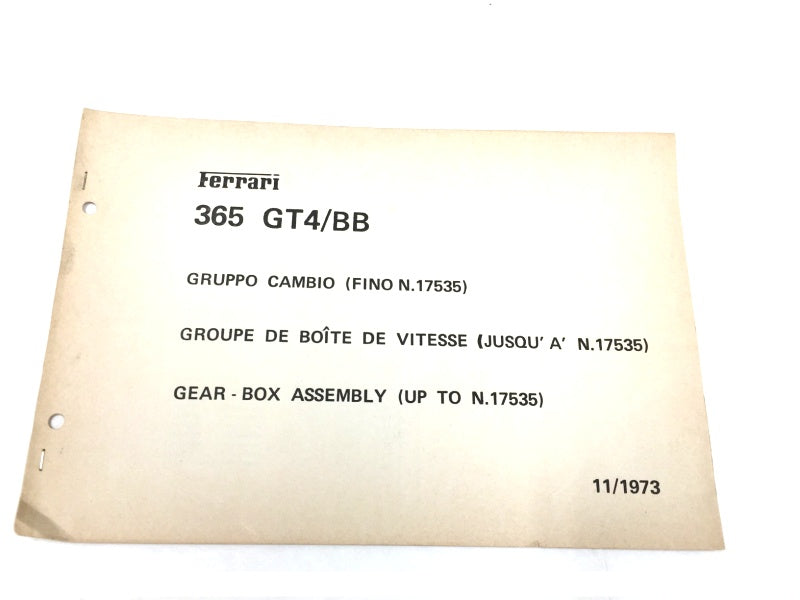 Ferrari
365 GT4/BB
GRUPPO CAMBIO (FINO N.17535)
GROUPE DE BOÎTE DE VITESSE (JUSQU' A' N.17535)
GEAR - BOX ASSEMBLY (UP TO N.17535)
11/1973